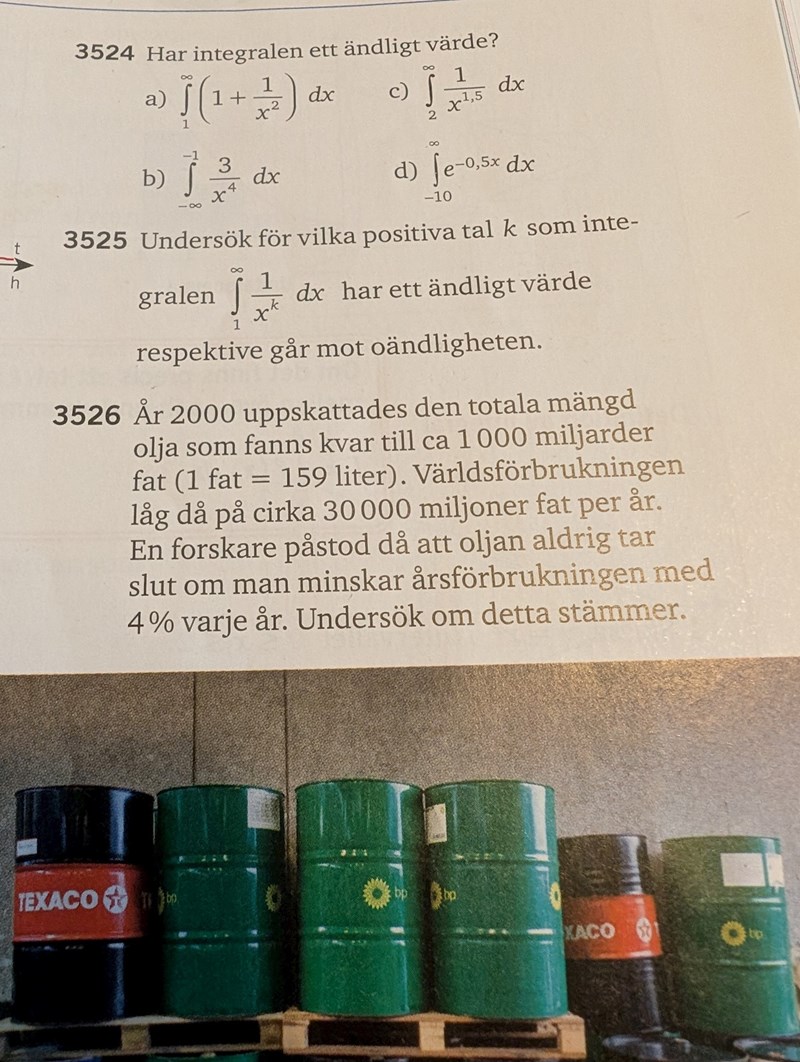 3524 Har integralen ett ändligt värde?
a) ∫₁^∞ (1 + 1/x²) dx c) ∫₂^∞ 1/x^1,5 dx
b) ∫₋∞^−1 3/x⁴ dx d) ∫₋₁₀^∞ e^−0,5x dx
3525 Undersök för vilka positiva tal k som inte-
gralen ∫₁^∞ 1/x^k dx har ett ändligt värde
respektive går mot oändligheten.
t
h
3526 År 2000 uppskattades den totala mängd
olja som fanns kvar till ca 1 000 miljarder
fat (1 fat = 159 liter). Världsförbrukningen
låg då på cirka 30 000 miljoner fat per år.
En forskare påstod då att oljan aldrig tar
slut om man minskar årsförbrukningen med
4 % varje år. Undersök om detta stämmer.
TEXACO T bp bp bp XACO bp